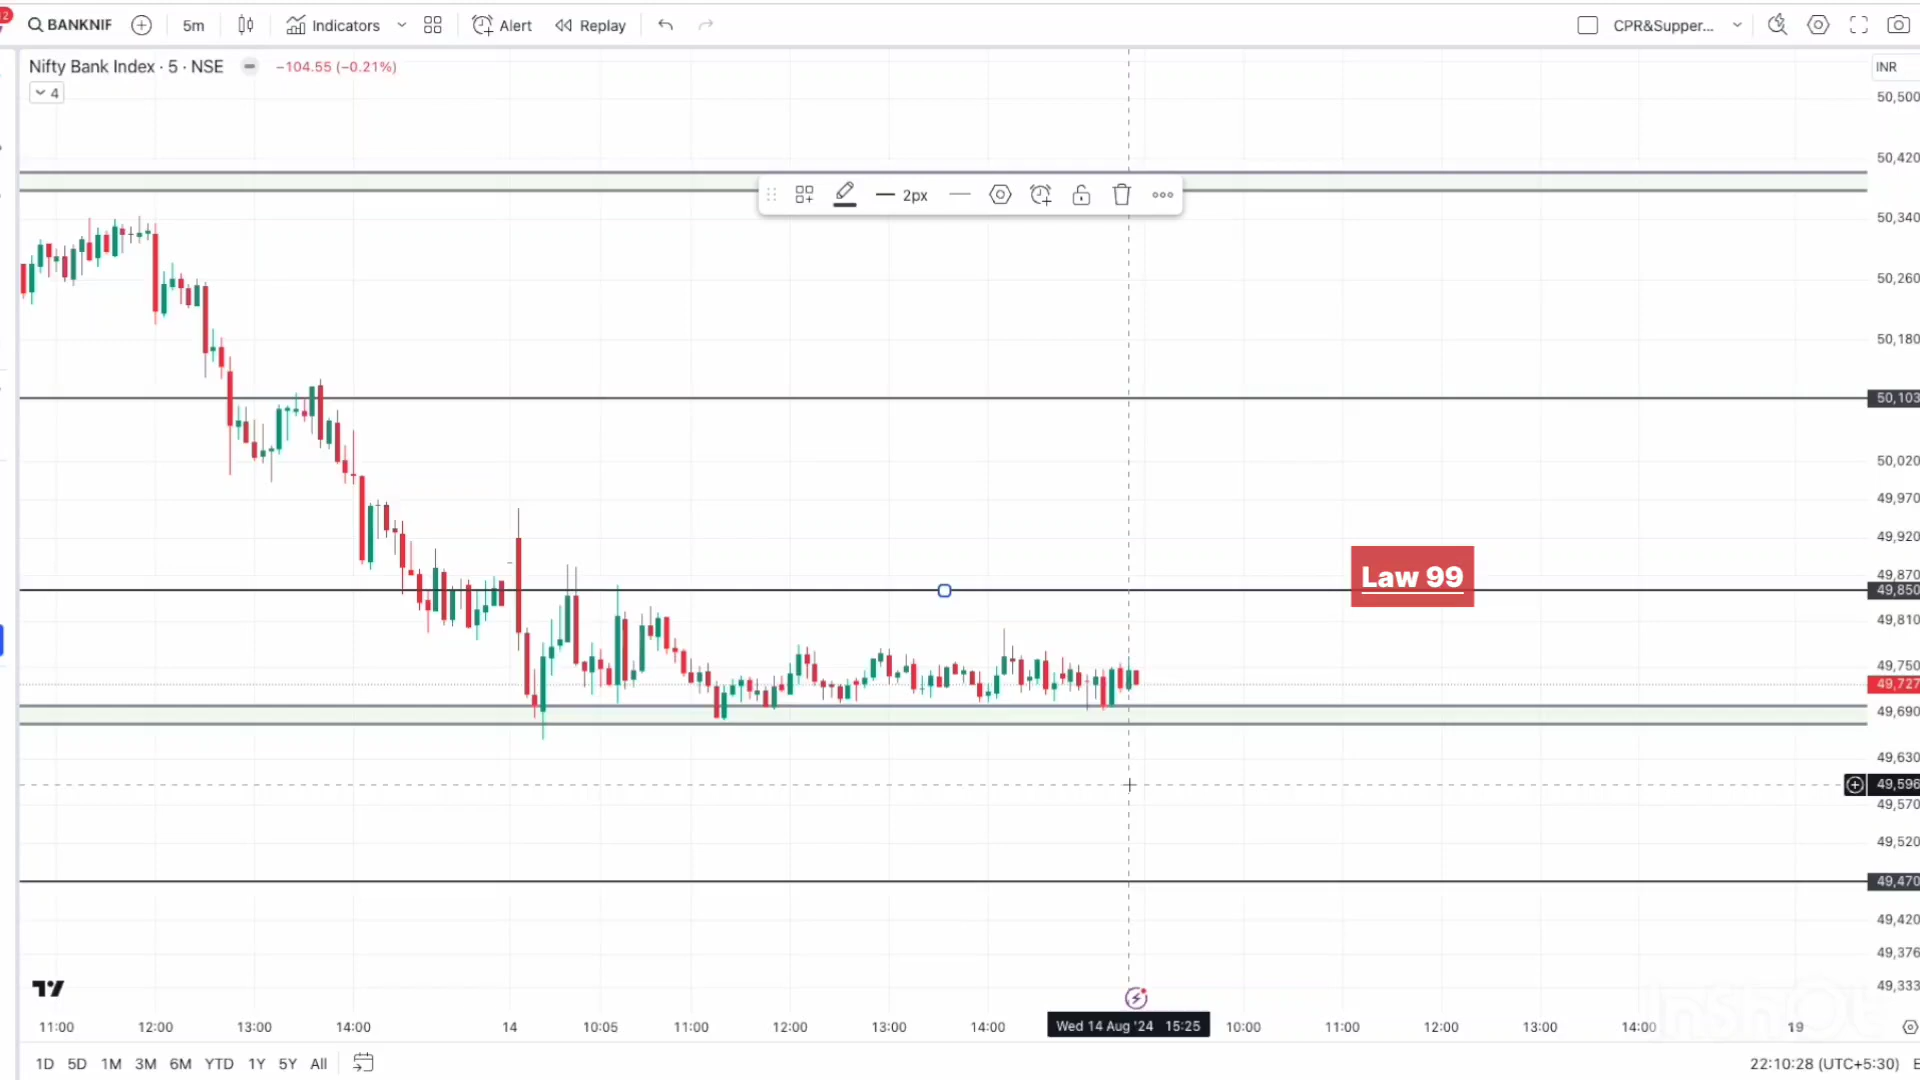 12
BANKNIF
5m
Indicators
Alert
Replay
CPR&Supper...
Nifty Bank Index · 5 · NSE
−104.55 (−0.21%)
4
INR
50,500
50,420
2px
50,340
50,260
50,180
50,103
50,020
49,970
49,920
49,870
Law 99
49,850
49,810
49,750
49,727
49,690
49,630
49,596
49,570
49,520
49,470
49,420
49,376
49,333
InShOt
11:00 12:00 13:00 14:00 14 10:05 11:00 12:00 13:00 14:00 Wed 14 Aug '24 15:25 10:00 11:00 12:00 13:00 14:00 19
1D 5D 1M 3M 6M YTD 1Y 5Y All
22:10:28 (UTC+5:30)